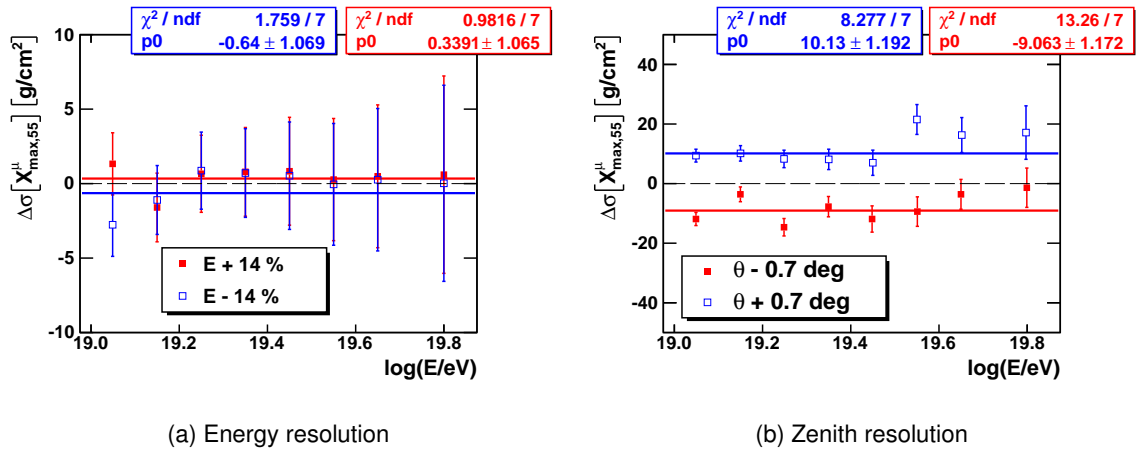 χ² / ndf 1.759 / 7
p0 -0.64 ± 1.069
χ² / ndf 0.9816 / 7
p0 0.3391 ± 1.065
Δσ[X^μ_max,55] [g/cm²]
10
5
0
-5
-10
E + 14 %
E - 14 %
19.0 19.2 19.4 19.6 19.8
log(E/eV)
(a) Energy resolution
χ² / ndf 8.277 / 7
p0 10.13 ± 1.192
χ² / ndf 13.26 / 7
p0 -9.063 ± 1.172
Δσ[X^μ_max,55] [g/cm²]
40
20
0
-20
-40
θ - 0.7 deg
θ + 0.7 deg
19.0 19.2 19.4 19.6 19.8
log(E/eV)
(b) Zenith resolution